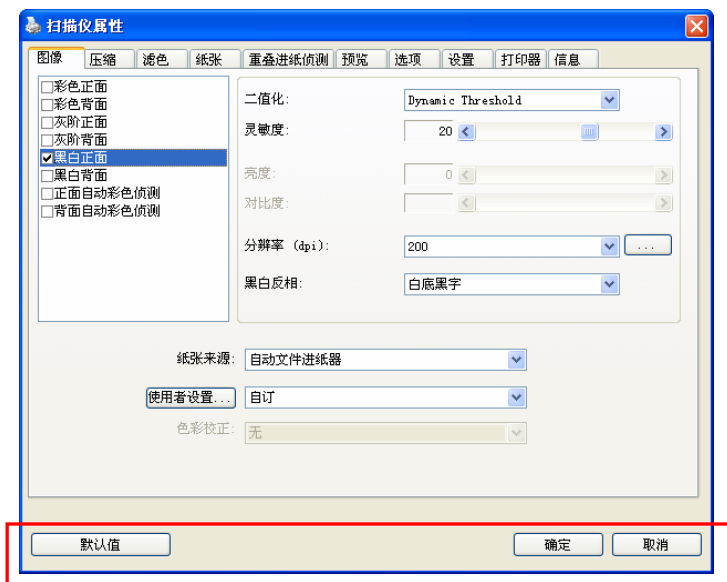 扫描仪属性
图像 压缩 滤色 纸张 重叠进纸侦测 预览 选项 设置 打印器 信息
彩色正面
彩色背面
灰阶正面
灰阶背面
黑白正面
黑白背面
正面自动彩色侦测
背面自动彩色侦测
二值化: Dynamic Threshold
灵敏度: 20
亮度: 0
对比度:
分辨率 (dpi): 200 ...
黑白反相: 白底黑字
纸张来源: 自动文件进纸器
使用者设置... 自订
色彩校正: 无
默认值 确定 取消